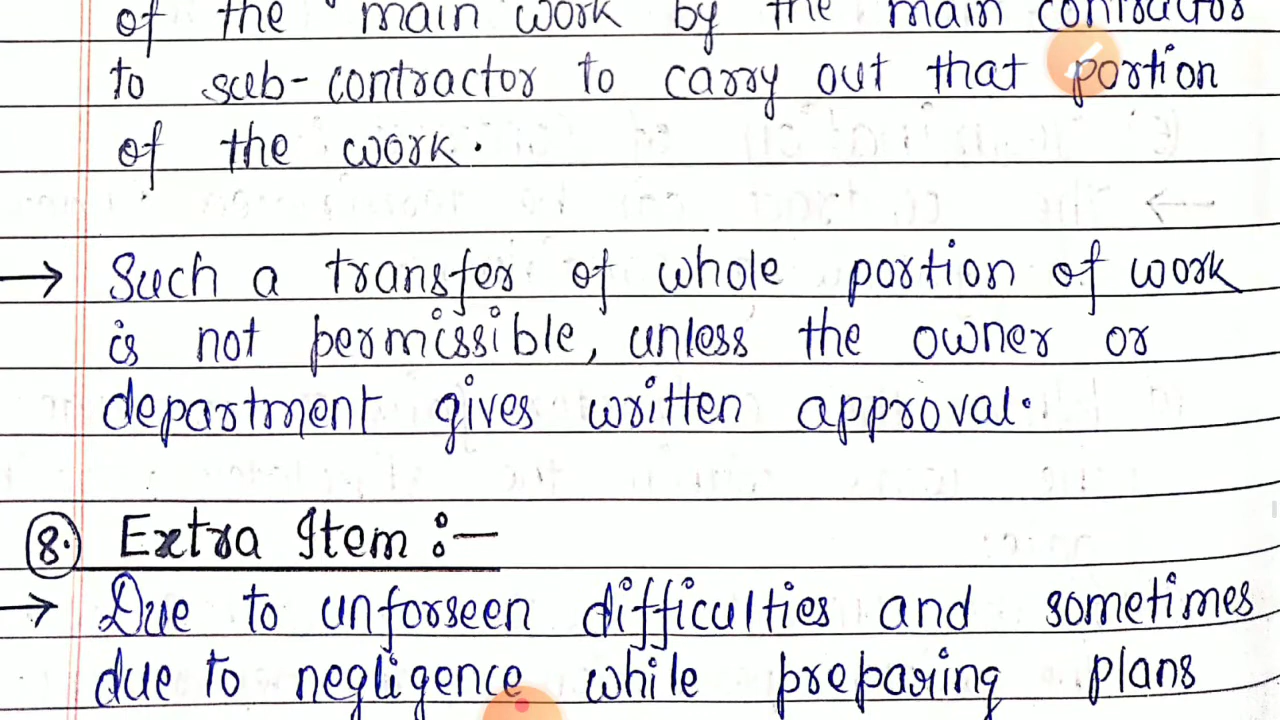 of the main work by the main contractor
to sub-contractor to carry out that portion
of the work.
→ Such a transfer of whole portion of work
is not permissible, unless the owner or
department gives written approval.
8. Extra Item :-
→ Due to unforseen difficulties and sometimes
due to negligence while preparing plans